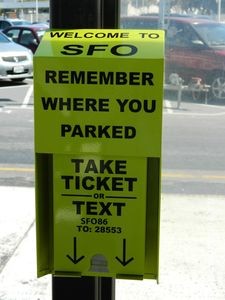 WELCOME TO
SFO
REMEMBER
WHERE YOU
PARKED
TAKE
TICKET
OR
TEXT
SFO86
TO: 28553